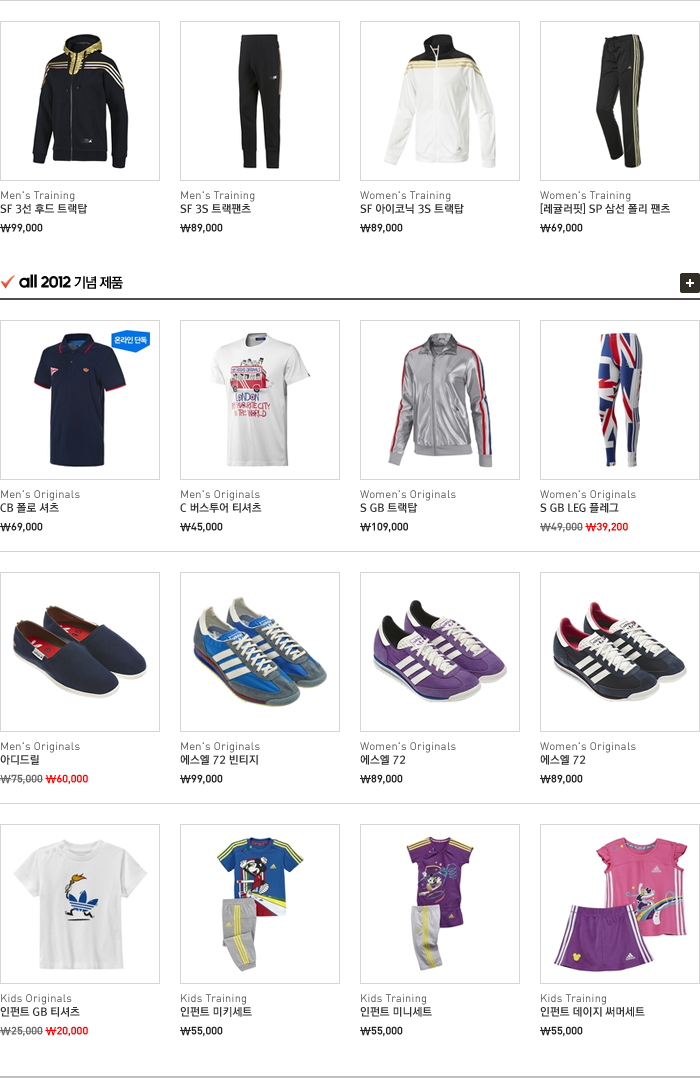 Men's Training
SF 3선 후드 트랙탑
₩99,000
Men's Training
SF 3S 트랙팬츠
₩89,000
Women's Training
SF 아이코닉 3S 트랙탑
₩89,000
Women's Training
[레귤러핏] SP 삼선 폴리 팬츠
₩69,000
all 2012 기념 제품
온라인 단독
Men's Originals
CB 폴로 셔츠
₩69,000
LONDON
MY FAVOURITE CITY
IN THE WORLD
Men's Originals
C 버스투어 티셔츠
₩45,000
Women's Originals
S GB 트랙탑
₩109,000
Women's Originals
S GB LEG 플레그
₩49,000 ₩39,200
Men's Originals
아디드릴
₩75,000 ₩60,000
Men's Originals
에스엘 72 빈티지
₩99,000
Women's Originals
에스엘 72
₩89,000
Women's Originals
에스엘 72
₩89,000
Kids Originals
인펀트 GB 티셔츠
₩25,000 ₩20,000
Kids Training
인펀트 미키세트
₩55,000
Kids Training
인펀트 미니세트
₩55,000
Kids Training
인펀트 데이지 써머세트
₩55,000